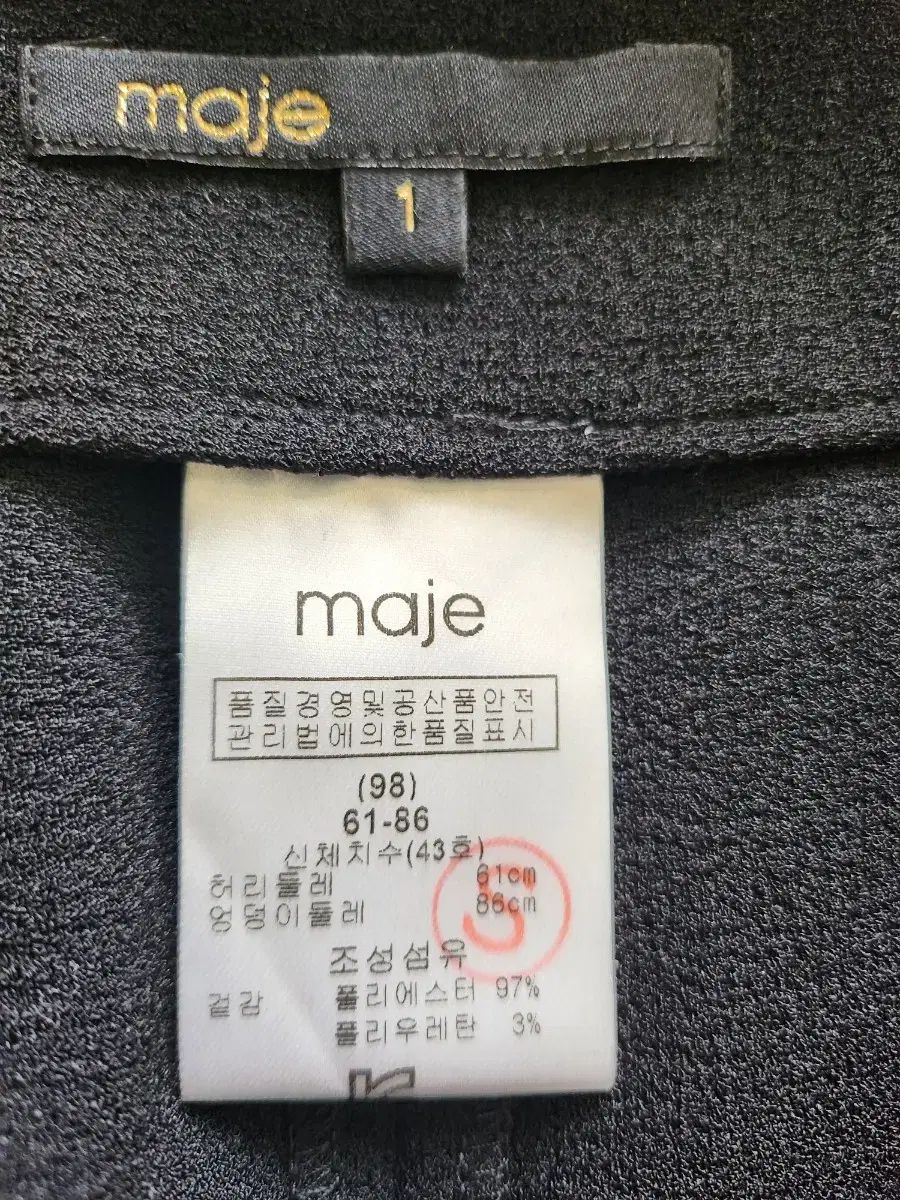 maje
1
maje
품질경영및공산품안전
관리법에의한품질표시
(98)
61-86
신체치수(43호)
허리둘레 61cm
엉덩이둘레 86cm
조성섬유
겉감 폴리에스터 97%
폴리우레탄 3%